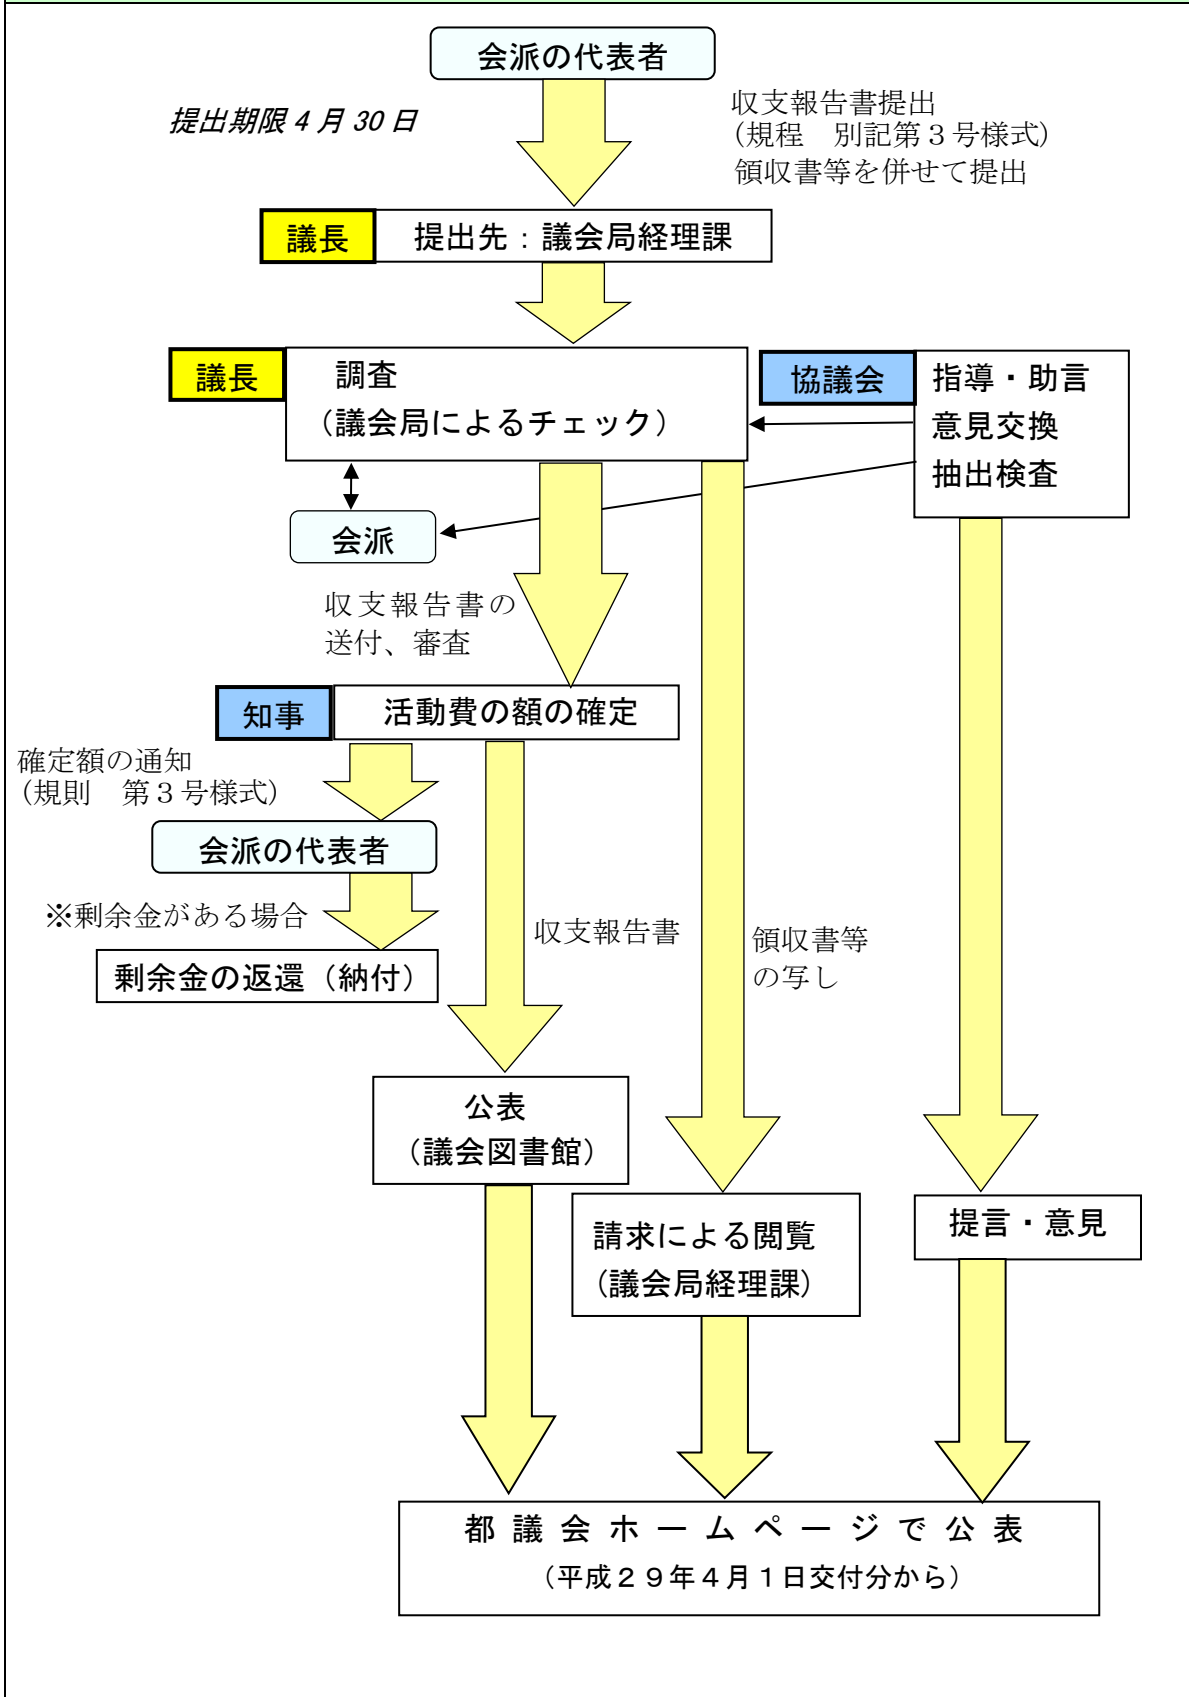 会派の代表者
提出期限4月30日
収支報告書提出
(規程　別記第３号様式)
領収書等を併せて提出
議長
提出先：議会局経理課
議長
調査
（議会局によるチェック）
協議会
指導・助言
意見交換
抽出検査
会派
収支報告書の
送付、審査
知事
活動費の額の確定
確定額の通知
(規則　第３号様式)
会派の代表者
※剰余金がある場合
剰余金の返還（納付）
収支報告書
領収書等
の写し
公表
（議会図書館）
請求による閲覧
（議会局経理課）
提言・意見
都議会ホームページで公表
（平成２９年４月１日交付分から）